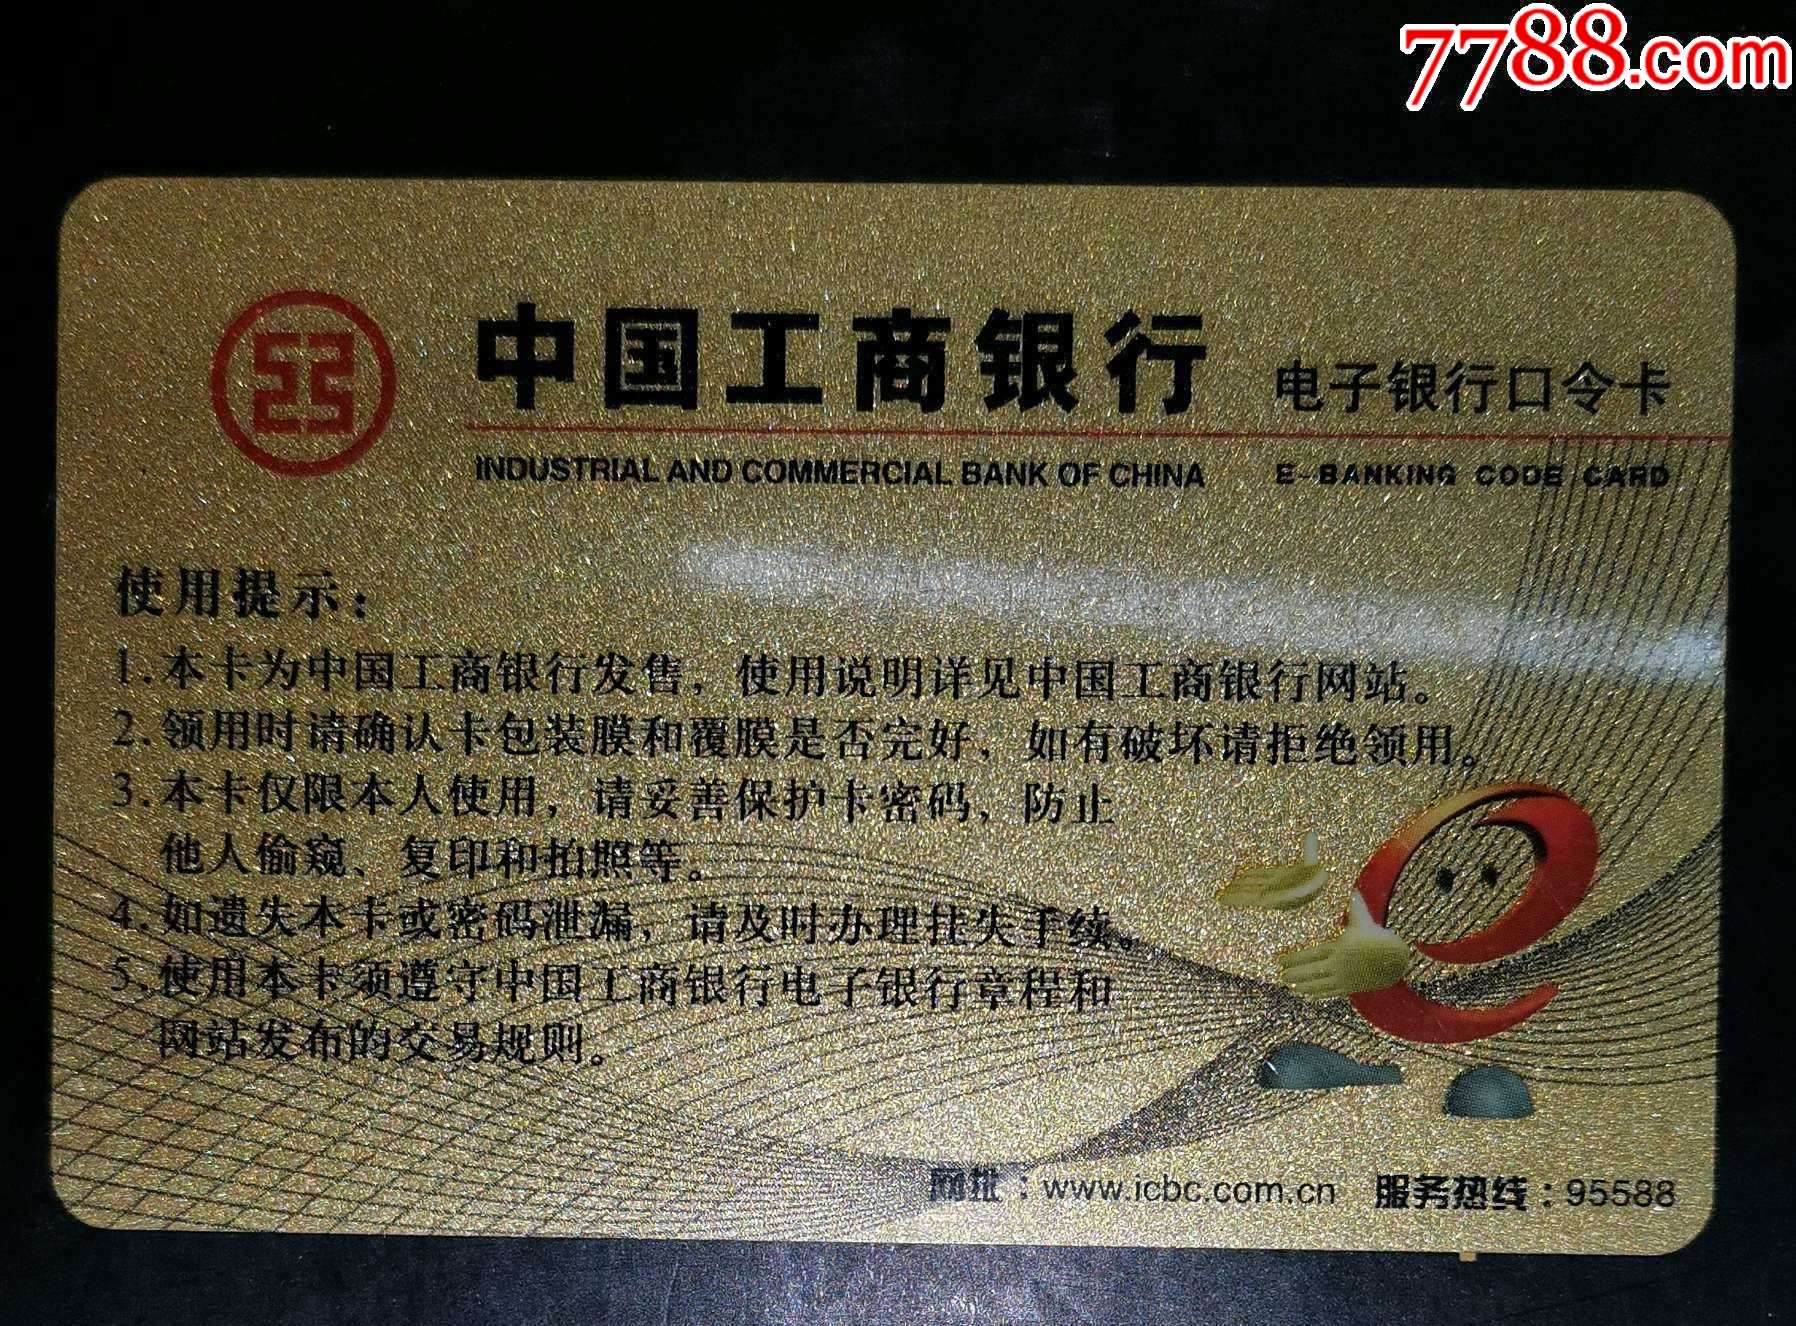 7788.com
中国工商银行 电子银行口令卡
INDUSTRIAL AND COMMERCIAL BANK OF CHINA E-BANKING CODE CARD
使用提示：
1.本卡为中国工商银行发售，使用说明详见中国工商银行网站。
2.领用时请确认卡包装膜和覆膜是否完好，如有破坏请拒绝领用。
3.本卡仅限本人使用，请妥善保护卡密码，防止
他人偷窥、复印和拍照等。
4.如遗失本卡或密码泄漏，请及时办理挂失手续。
5.使用本卡须遵守中国工商银行电子银行章程和
网站发布的交易规则。
网址：www.icbc.com.cn 服务热线：95588